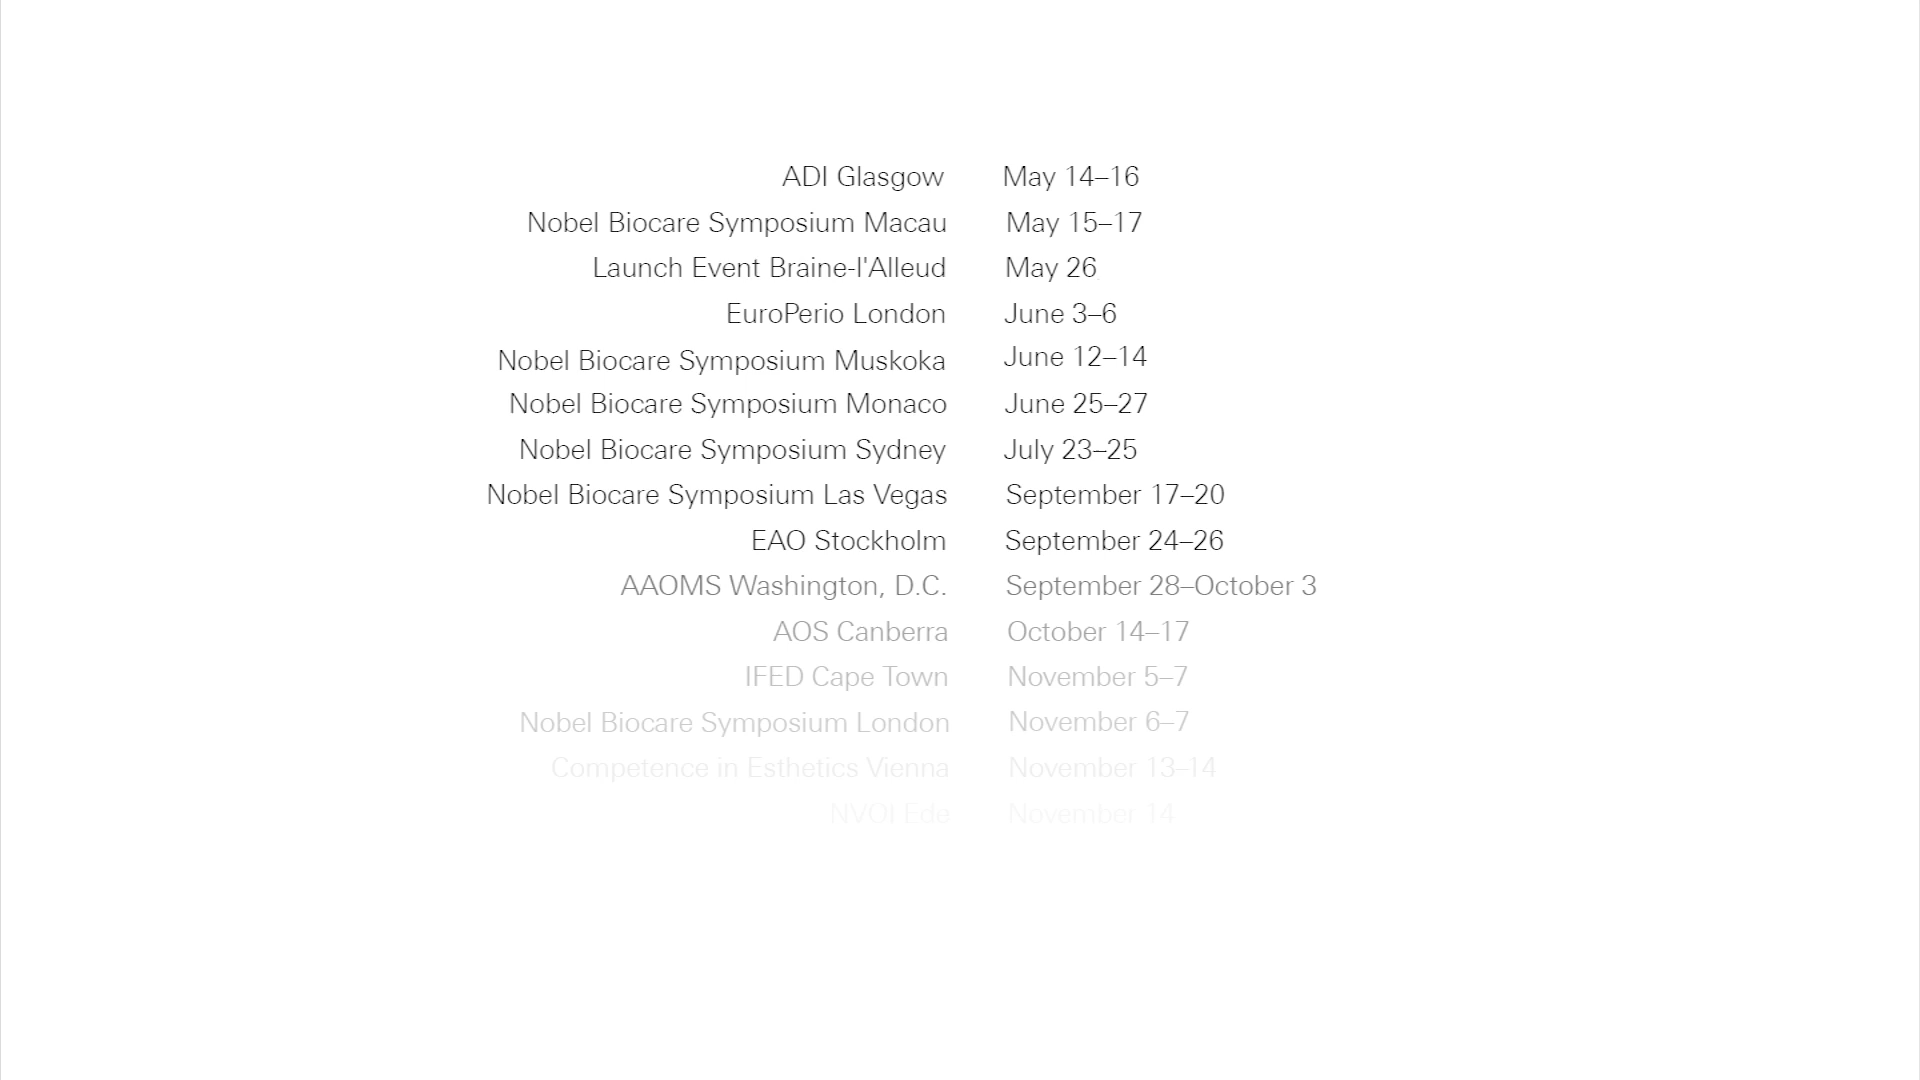 ADI Glasgow May 14–16
Nobel Biocare Symposium Macau May 15–17
Launch Event Braine-l'Alleud May 26
EuroPerio London June 3–6
Nobel Biocare Symposium Muskoka June 12–14
Nobel Biocare Symposium Monaco June 25–27
Nobel Biocare Symposium Sydney July 23–25
Nobel Biocare Symposium Las Vegas September 17–20
EAO Stockholm September 24–26
AAOMS Washington, D.C. September 28–October 3
AOS Canberra October 14–17
IFED Cape Town November 5–7
Nobel Biocare Symposium London November 6–7
Competence in Esthetics Vienna November 13–14
NVOI Ede November 14